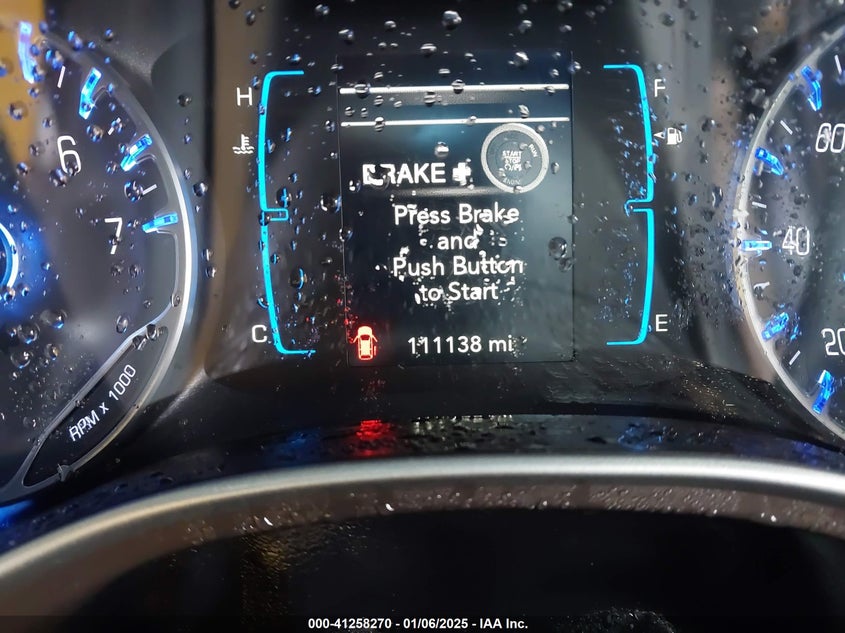 H
F
6
60
START
STOP
ENGINE
BRAKE +
7
Press Brake
and
40
Push Button
to Start
C
E
20
111138 mi
RPM x 1000
000-41258270 - 01/06/2025 - IAA Inc.